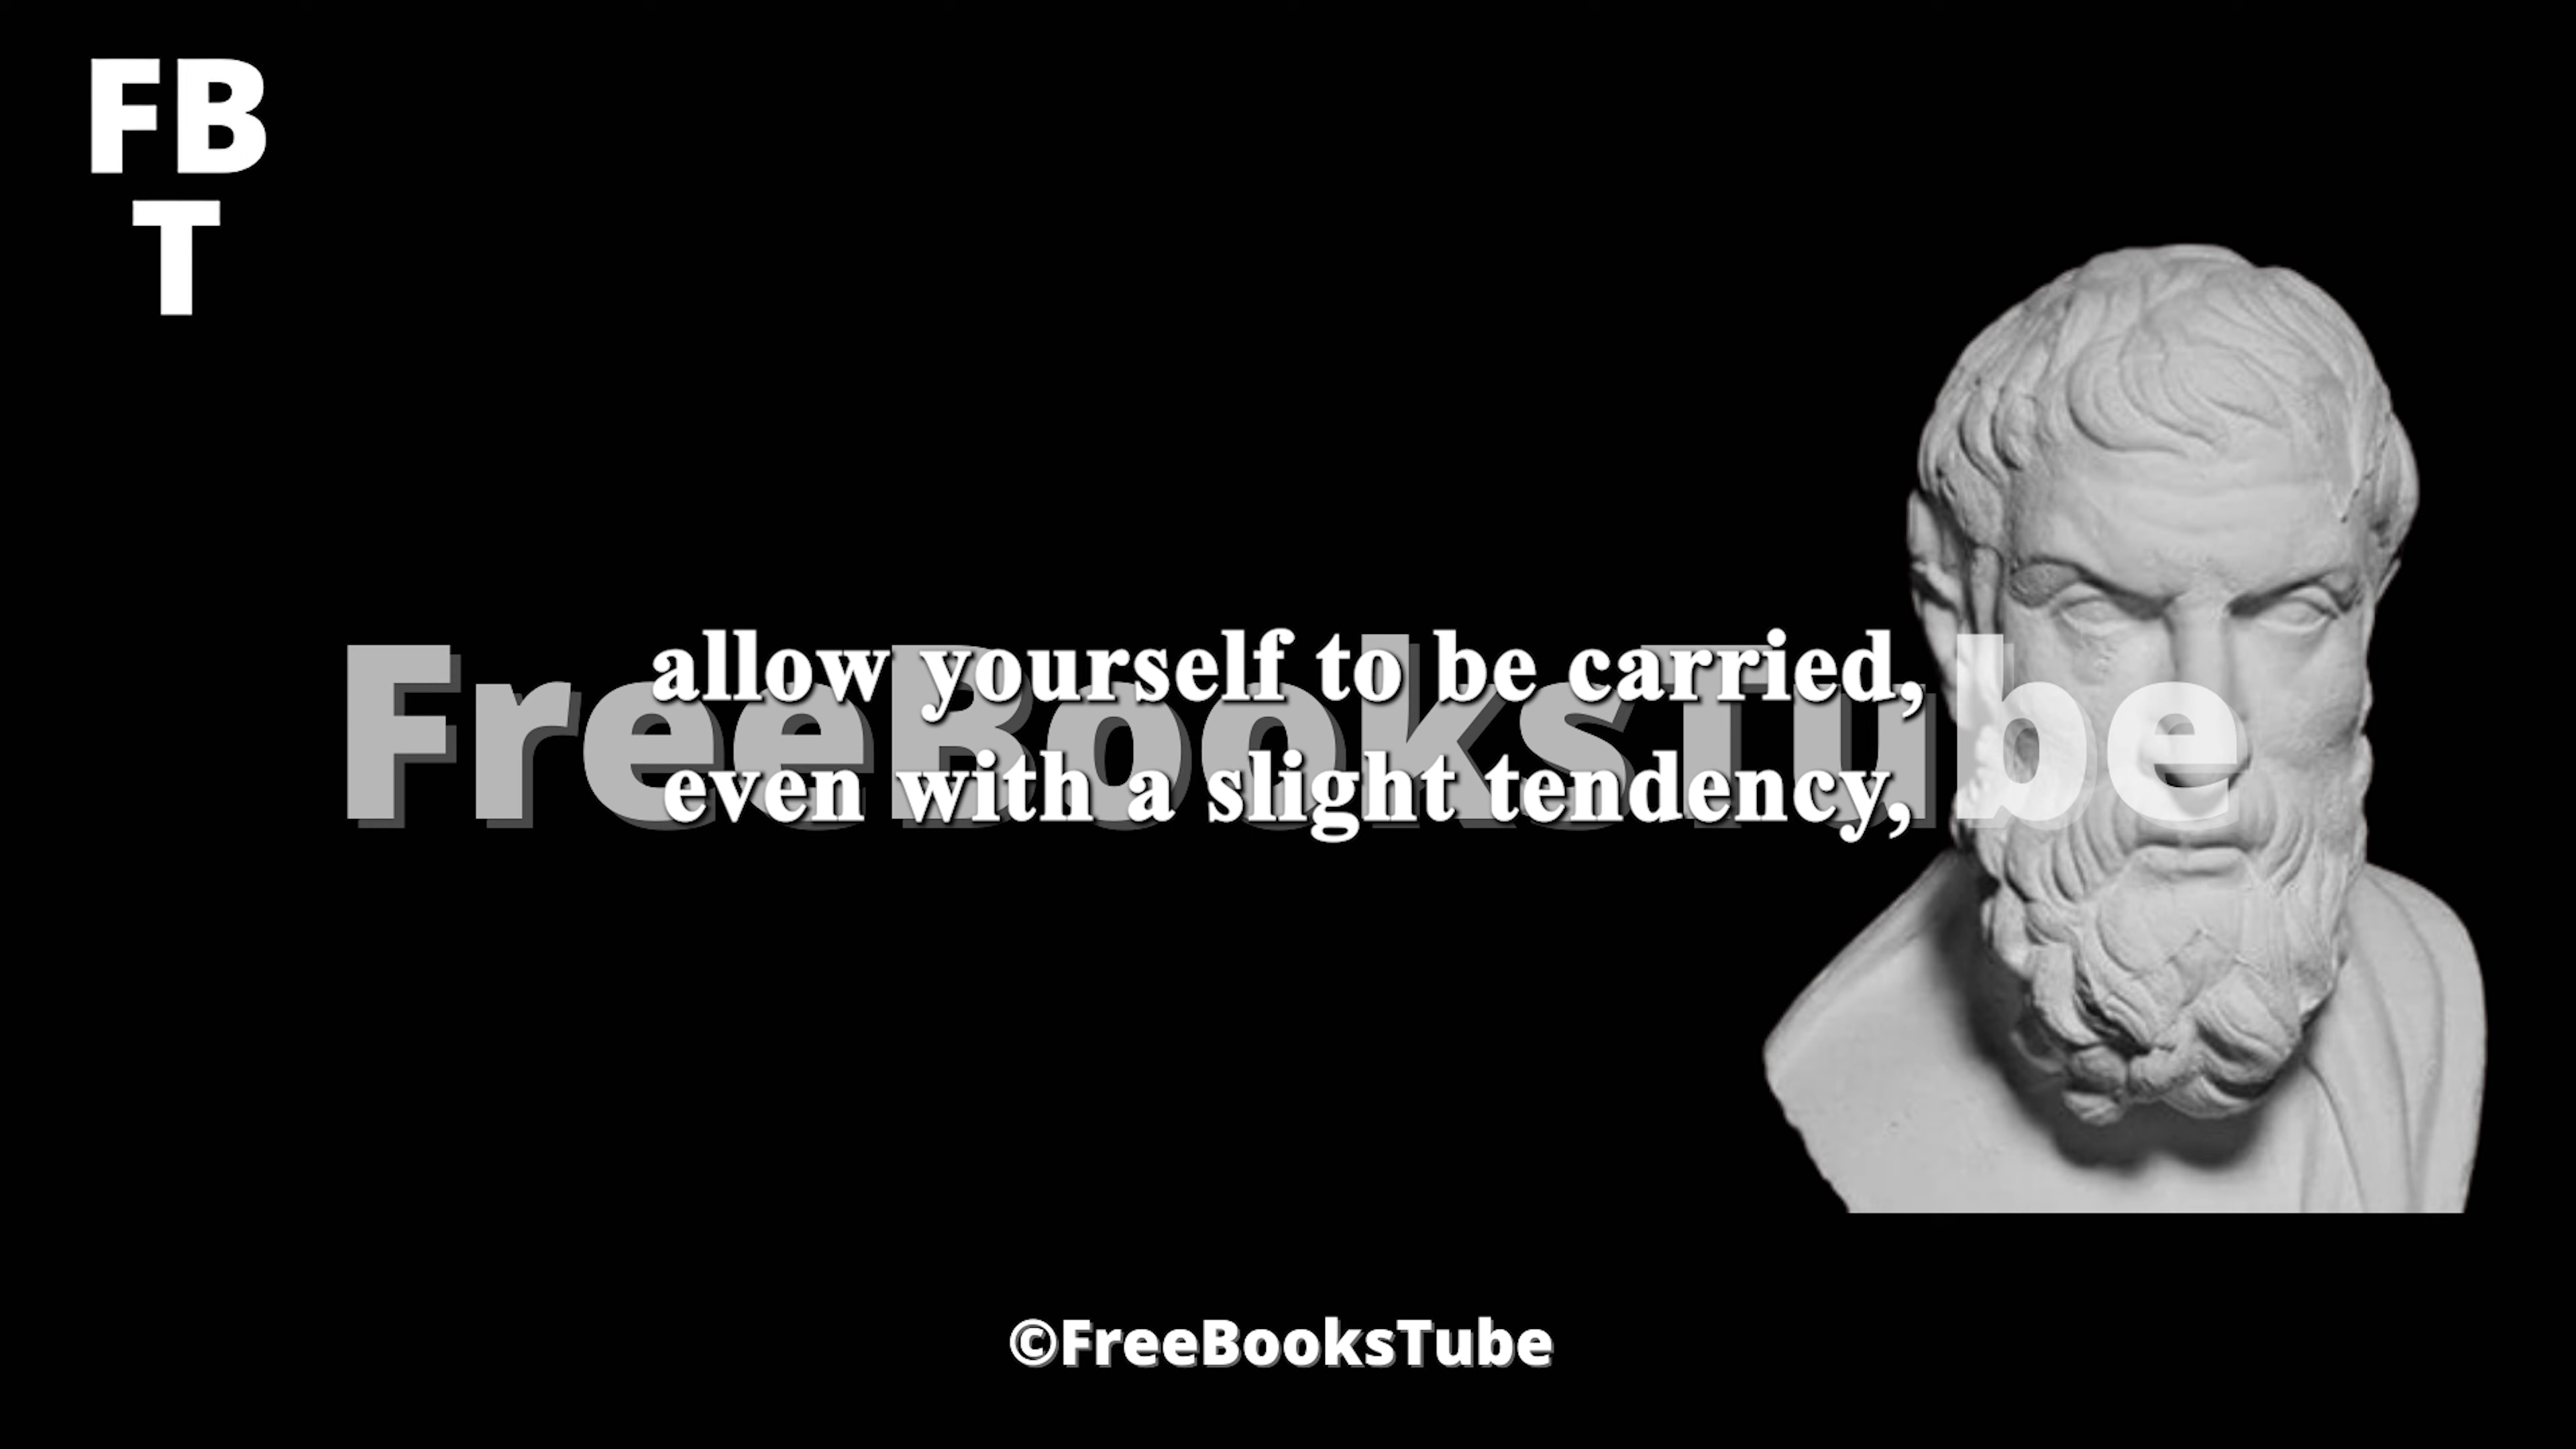 FB
T
FreeBooksTube
allow yourself to be carried,
even with a slight tendency,
©FreeBooksTube